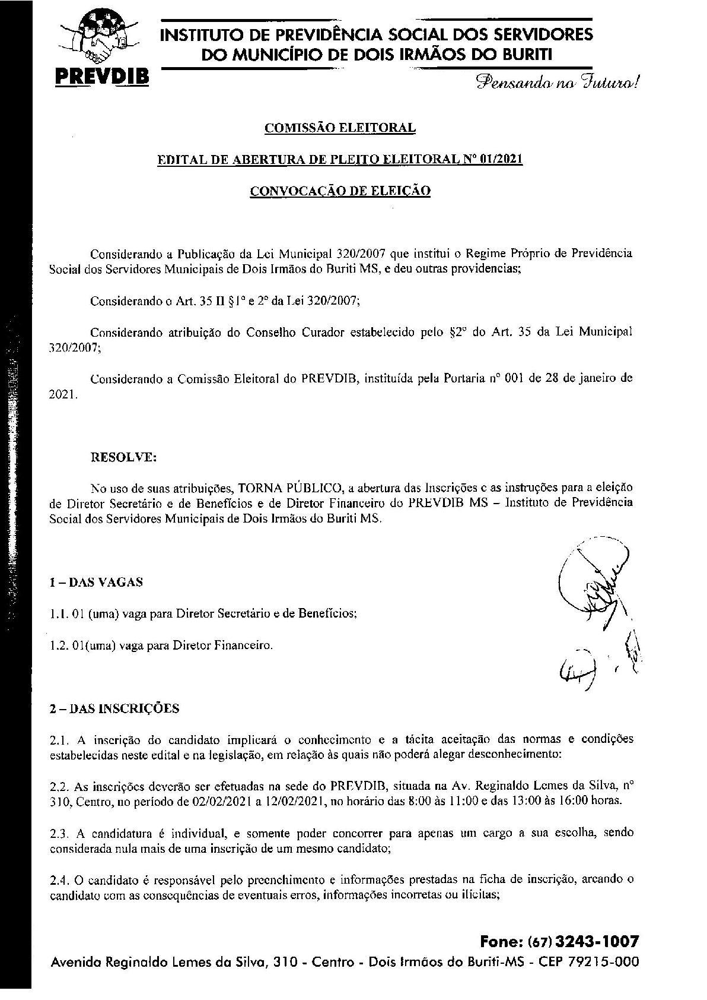 PREVDIB
INSTITUTO DE PREVIDÊNCIA SOCIAL DOS SERVIDORES
DO MUNICÍPIO DE DOIS IRMÃOS DO BURITI
Pensando no Futuro!
COMISSÃO ELEITORAL
EDITAL DE ABERTURA DE PLEITO ELEITORAL Nº 01/2021
CONVOCAÇÃO DE ELEIÇÃO
Considerando a Publicação da Lei Municipal 320/2007 que institui o Regime Próprio de Previdência
Social dos Servidores Municipais de Dois Irmãos do Buriti MS, e deu outras providencias;
Considerando o Art. 35 II §1º e 2º da Lei 320/2007;
Considerando atribuição do Conselho Curador estabelecido pelo §2º do Art. 35 da Lei Municipal
320/2007;
Considerando a Comissão Eleitoral do PREVDIB, instituída pela Portaria nº 001 de 28 de janeiro de
2021.
RESOLVE:
No uso de suas atribuições, TORNA PÚBLICO, a abertura das Inscrições e as instruções para a eleição
de Diretor Secretário e de Benefícios e de Diretor Financeiro do PREVDIB MS – Instituto de Previdência
Social dos Servidores Municipais de Dois Irmãos do Buriti MS.
1 – DAS VAGAS
1.1. 01 (uma) vaga para Diretor Secretário e de Benefícios;
1.2. 01(uma) vaga para Diretor Financeiro.
2 – DAS INSCRIÇÕES
2.1. A inscrição do candidato implicará o conhecimento e a tácita aceitação das normas e condições
estabelecidas neste edital e na legislação, em relação às quais não poderá alegar desconhecimento:
2.2. As inscrições deverão ser efetuadas na sede do PREVDIB, situada na Av. Reginaldo Lemes da Silva, nº
310, Centro, no período de 02/02/2021 a 12/02/2021, no horário das 8:00 às 11:00 e das 13:00 às 16:00 horas.
2.3. A candidatura é individual, e somente poder concorrer para apenas um cargo a sua escolha, sendo
considerada nula mais de uma inscrição de um mesmo candidato;
2.4. O candidato é responsável pelo preenchimento e informações prestadas na ficha de inscrição, arcando o
candidato com as consequências de eventuais erros, informações incorretas ou ilícitas;
Fone: (67) 3243-1007
Avenida Reginaldo Lemes da Silva, 310 - Centro - Dois Irmãos do Buriti-MS - CEP 79215-000